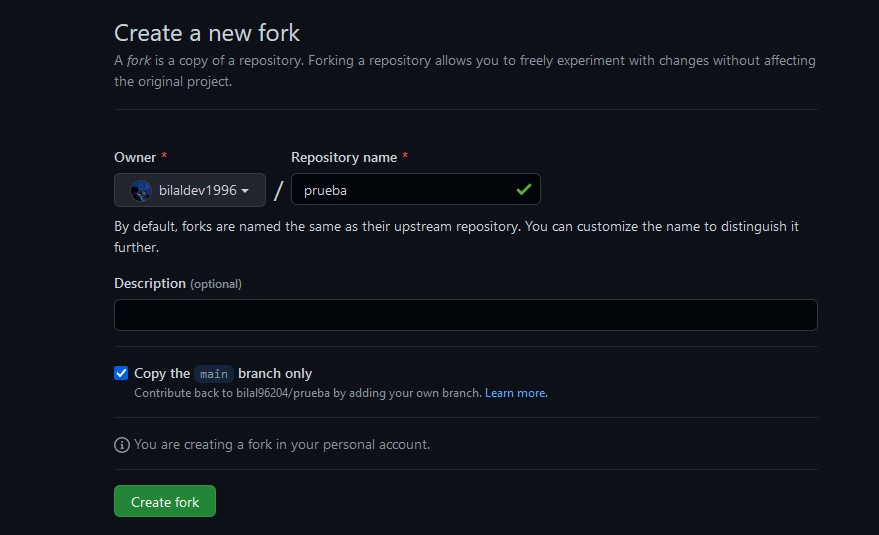 Create a new fork
A fork is a copy of a repository. Forking a repository allows you to freely experiment with changes without affecting
the original project.
Owner * Repository name *
bilaldev1996 / prueba
By default, forks are named the same as their upstream repository. You can customize the name to distinguish it
further.
Description (optional)
Copy the main branch only
Contribute back to bilal96204/prueba by adding your own branch. Learn more.
You are creating a fork in your personal account.
Create fork